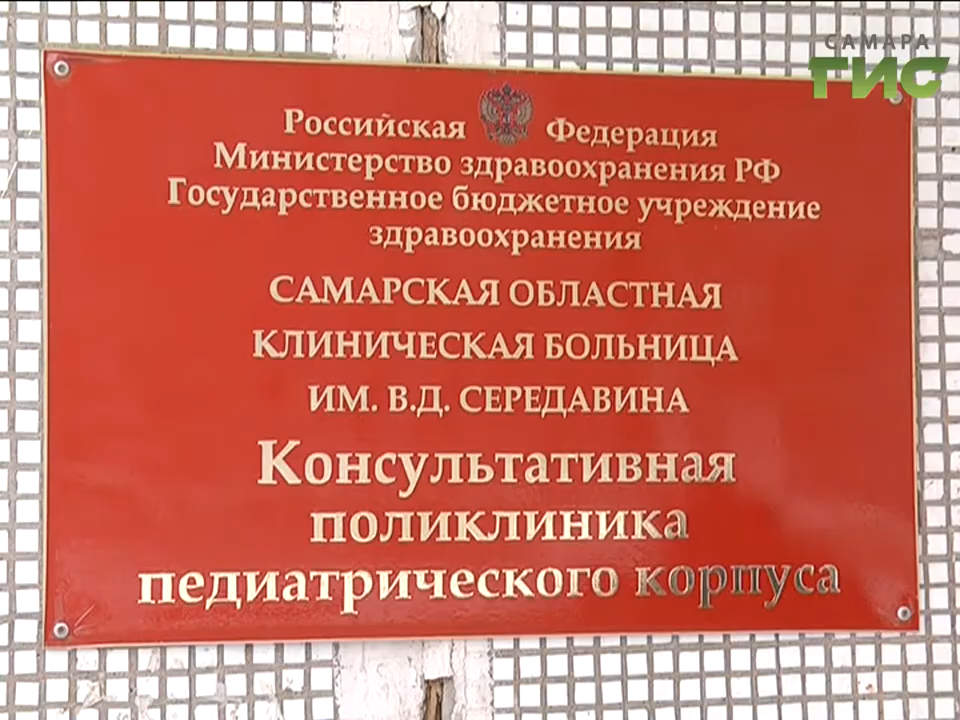 САМАРА
ГИС
Российская Федерация
Министерство здравоохранения РФ
Государственное бюджетное учреждение
здравоохранения
САМАРСКАЯ ОБЛАСТНАЯ
КЛИНИЧЕСКАЯ БОЛЬНИЦА
ИМ. В.Д. СЕРЕДАВИНА
Консультативная
поликлиника
педиатрического корпуса